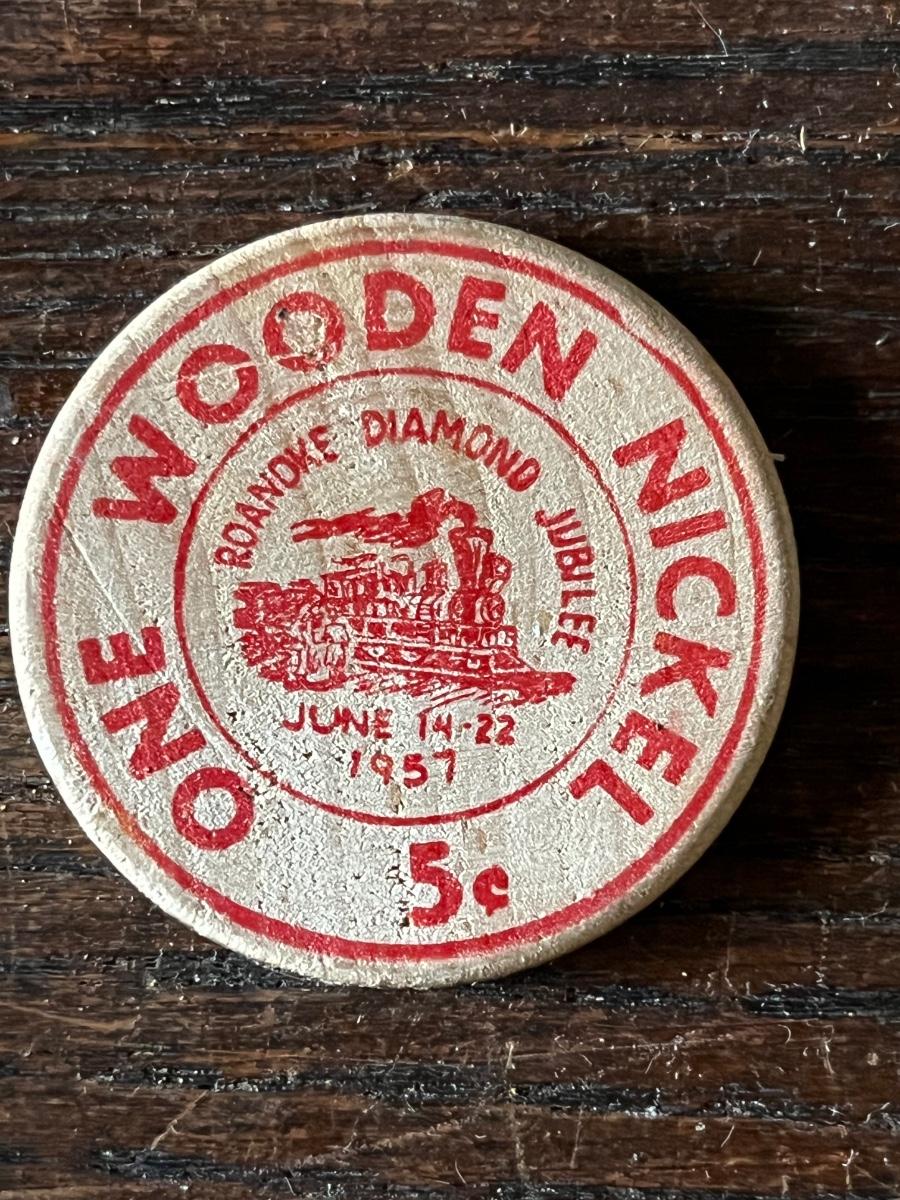 ONE WOODEN NICKEL
ROANOKE DIAMOND JUBILEE
JUNE 14-22
1957
5¢